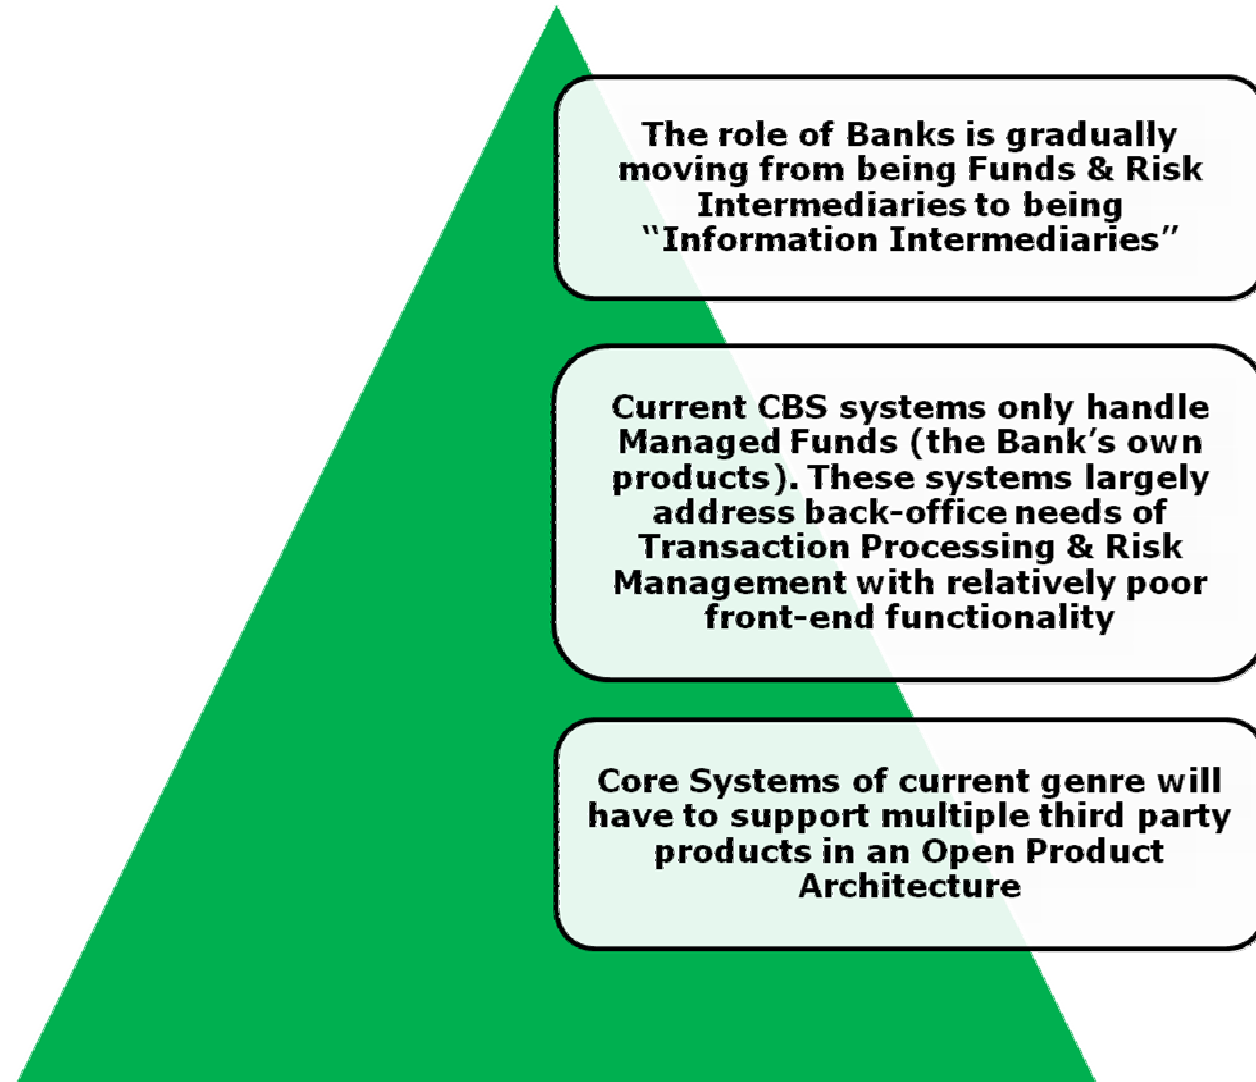 The role of Banks is gradually
moving from being Funds & Risk
Intermediaries to being
“Information Intermediaries”
Current CBS systems only handle
Managed Funds (the Bank’s own
products). These systems largely
address back-office needs of
Transaction Processing & Risk
Management with relatively poor
front-end functionality
Core Systems of current genre will
have to support multiple third party
products in an Open Product
Architecture